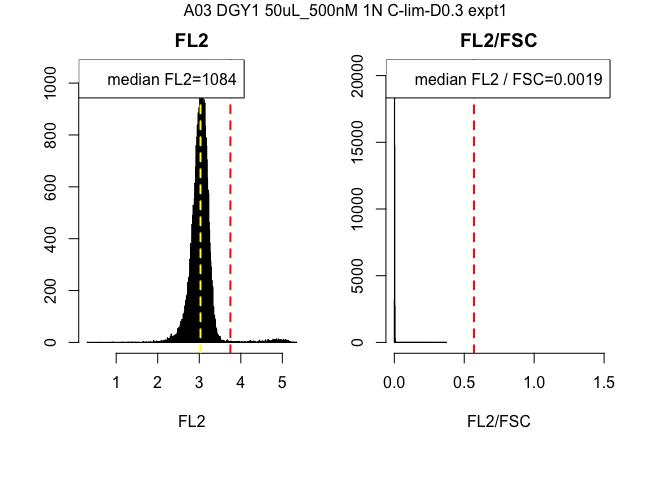 A03 DGY1 50uL_500nM 1N C-lim-D0.3 expt1
FL2
median FL2=1084
0
200
400
600
800
1000
1
2
3
4
5
FL2
FL2/FSC
median FL2 / FSC=0.0019
0
5000
10000
15000
20000
0.0
0.5
1.0
1.5
FL2/FSC